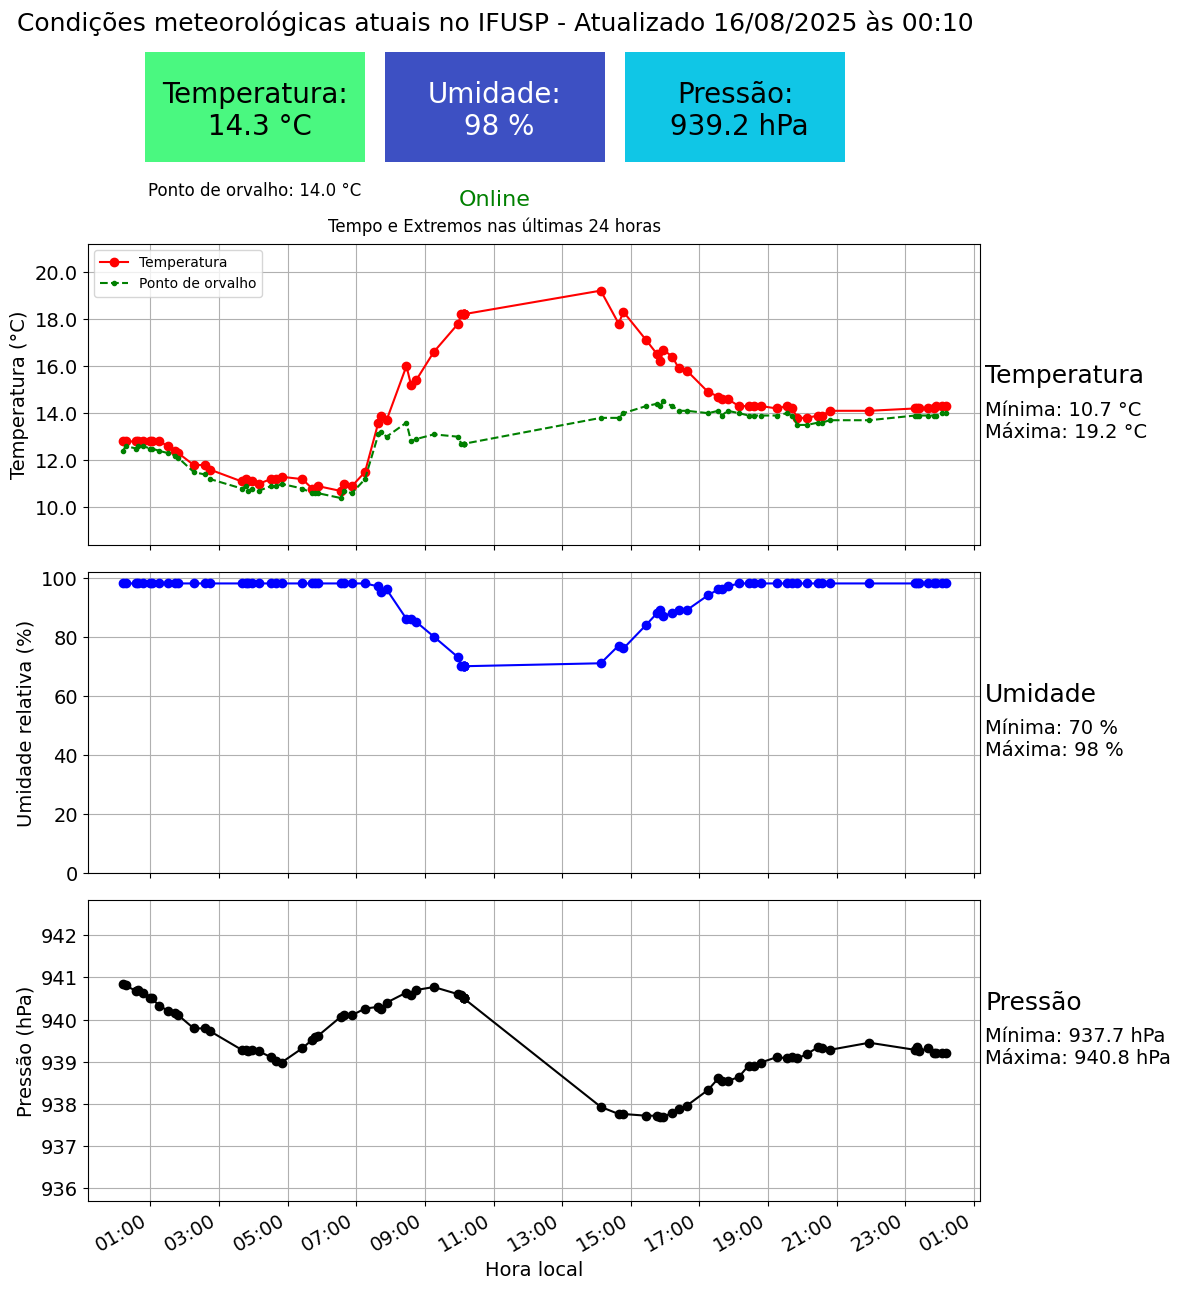 Condições meteorológicas atuais no IFUSP - Atualizado 16/08/2025 às 00:10
Temperatura:
14.3 °C
Umidade:
98 %
Pressão:
939.2 hPa
Ponto de orvalho: 14.0 °C
Online
Tempo e Extremos nas últimas 24 horas
Temperatura
Ponto de orvalho
Temperatura (°C)
20.0
18.0
16.0
14.0
12.0
10.0
Temperatura
Mínima: 10.7 °C
Máxima: 19.2 °C
Umidade relativa (%)
100
80
60
40
20
0
Umidade
Mínima: 70 %
Máxima: 98 %
Pressão (hPa)
942
941
940
939
938
937
936
Pressão
Mínima: 937.7 hPa
Máxima: 940.8 hPa
01:00
03:00
05:00
07:00
09:00
11:00
13:00
15:00
17:00
19:00
21:00
23:00
01:00
Hora local